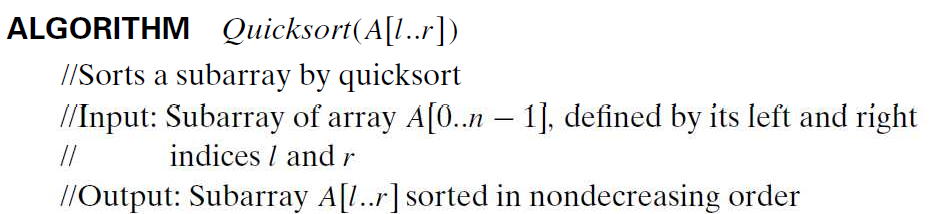 ALGORITHM Quicksort(A[l..r])
//Sorts a subarray by quicksort
//Input: Subarray of array A[0..n − 1], defined by its left and right
// indices l and r
//Output: Subarray A[l..r] sorted in nondecreasing order